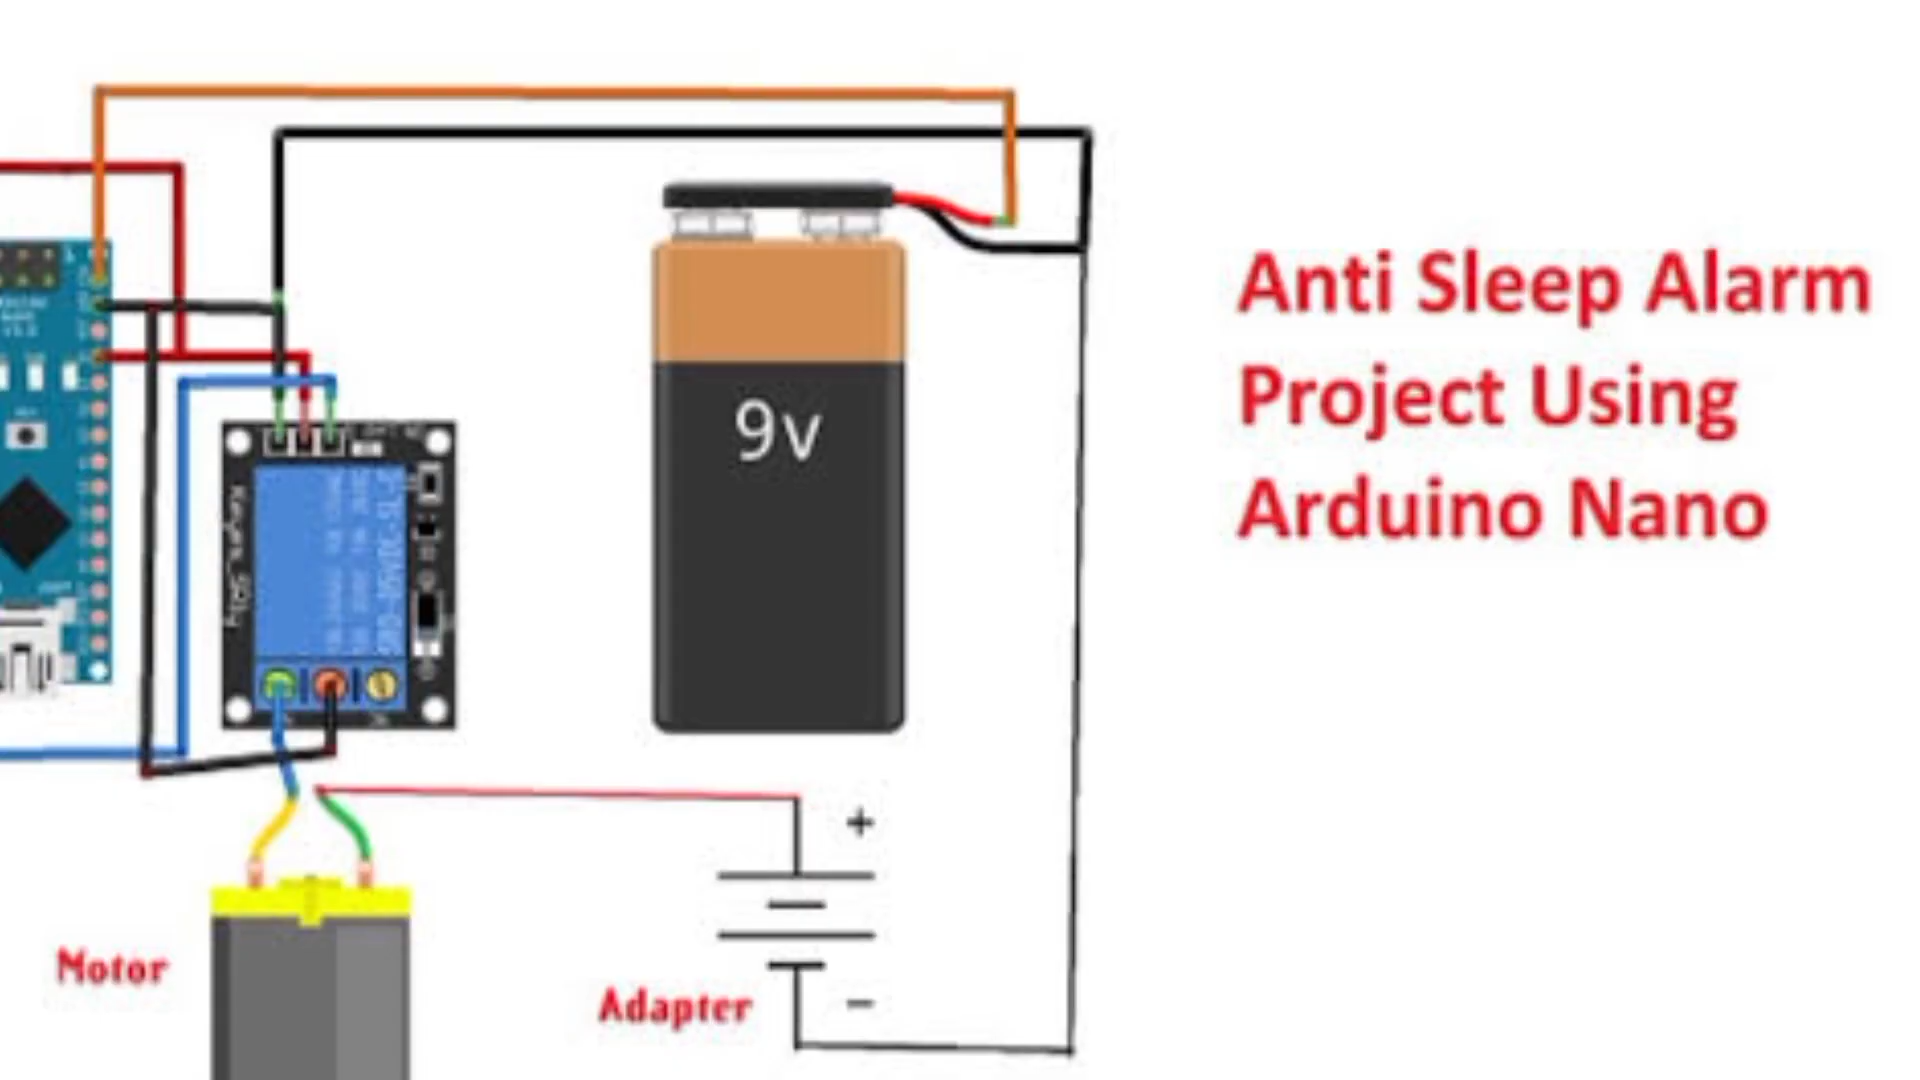 Anti Sleep Alarm
Project Using
Arduino Nano
9v
+
Motor
Adapter
−